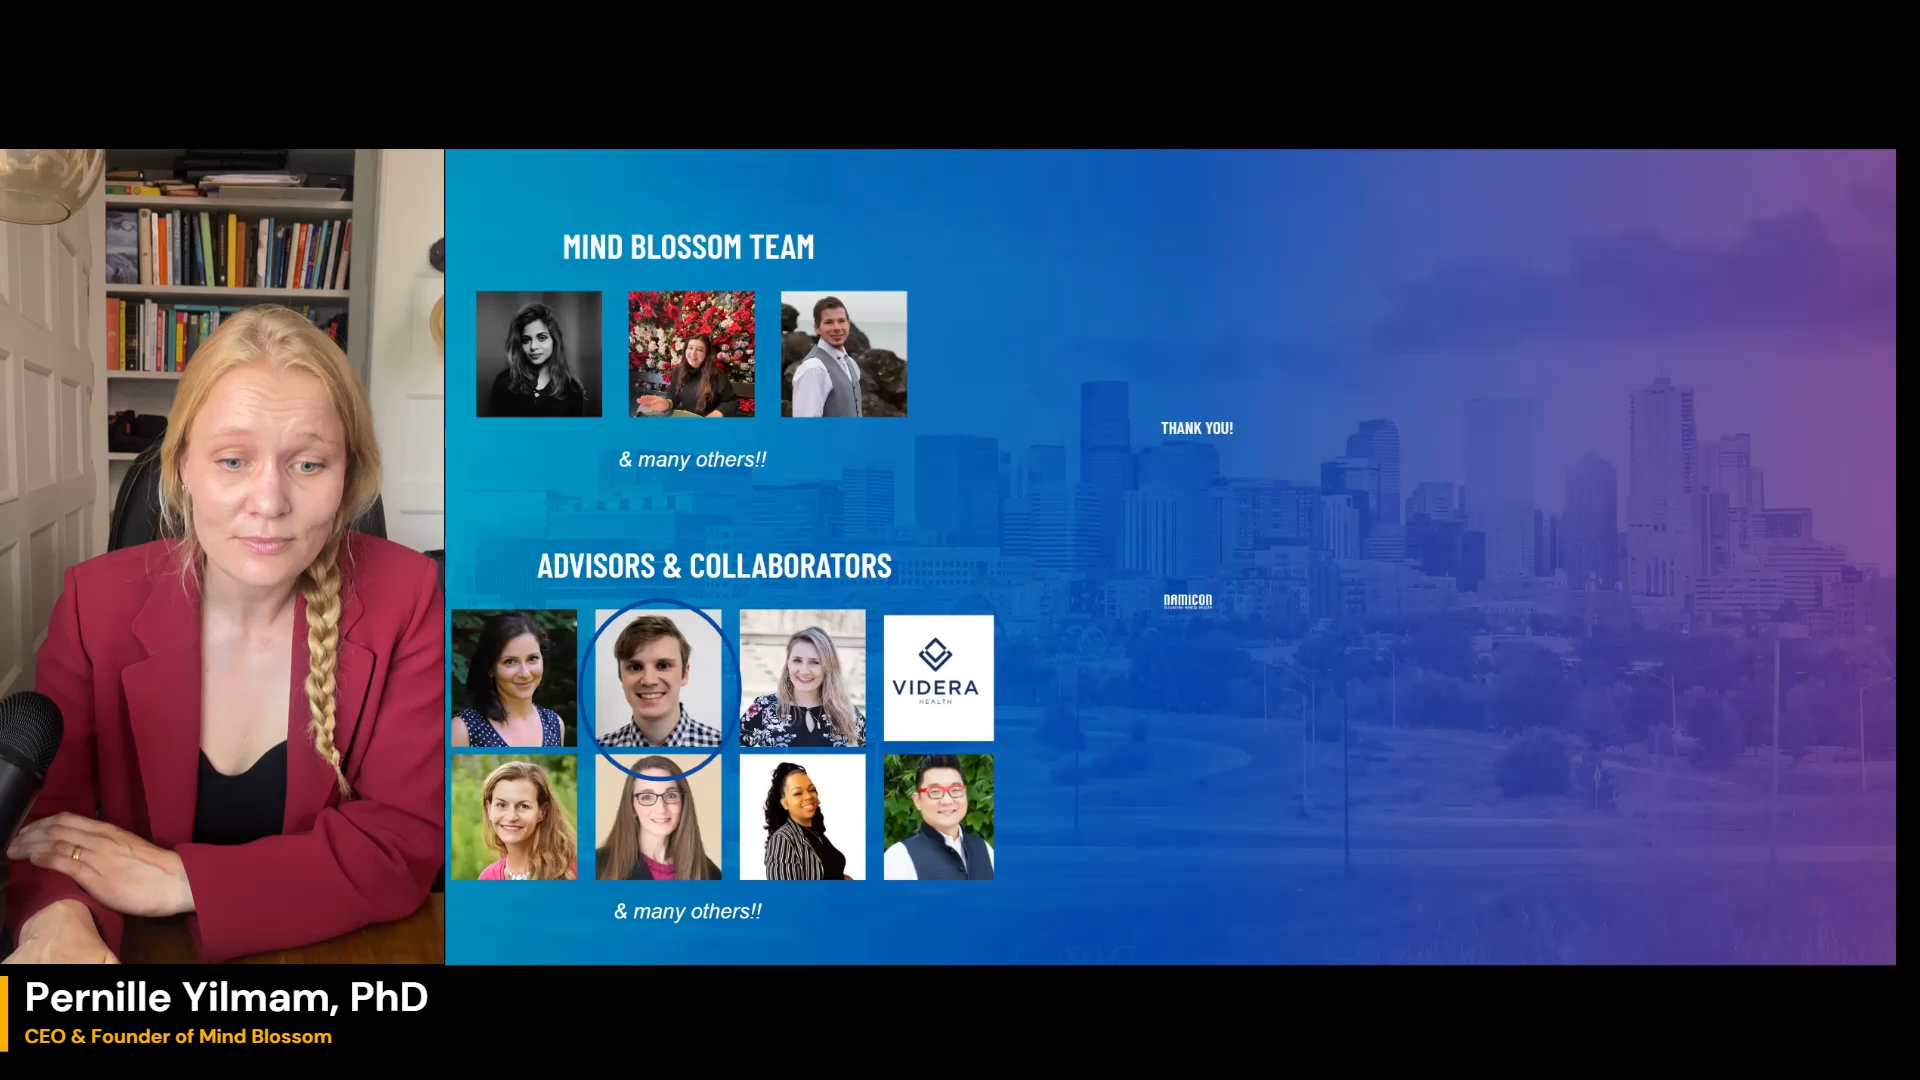 MIND BLOSSOM TEAM
& many others!!
THANK YOU!
ADVISORS & COLLABORATORS
NAMICON
VIDERA
HEALTH
& many others!!
Pernille Yilmam, PhD
CEO & Founder of Mind Blossom